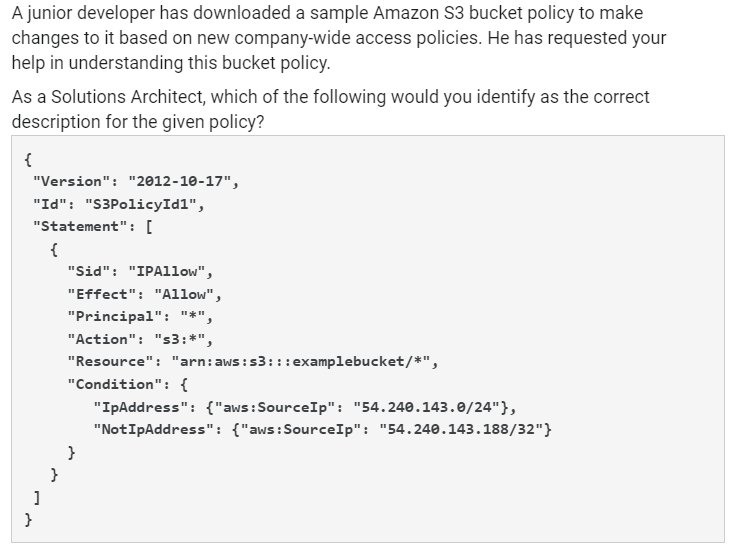 A junior developer has downloaded a sample Amazon S3 bucket policy to make
changes to it based on new company-wide access policies. He has requested your
help in understanding this bucket policy.
As a Solutions Architect, which of the following would you identify as the correct
description for the given policy?
{
"Version": "2012-10-17",
"Id": "S3PolicyId1",
"Statement": [
{
"Sid": "IPAllow",
"Effect": "Allow",
"Principal": "*",
"Action": "s3:*",
"Resource": "arn:aws:s3:::examplebucket/*",
"Condition": {
"IpAddress": {"aws:SourceIp": "54.240.143.0/24"},
"NotIpAddress": {"aws:SourceIp": "54.240.143.188/32"}
}
}
]
}